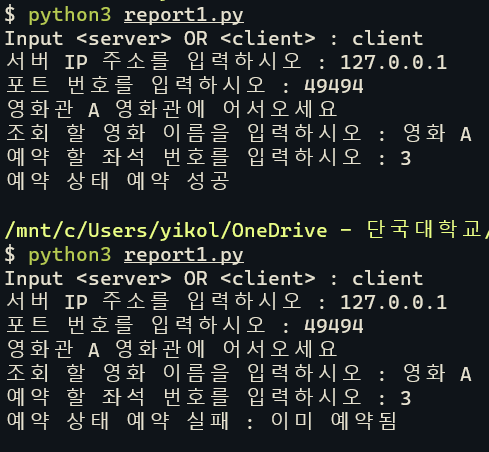 $ python3 report1.py
Input <server> OR <client> : client
서버 IP 주소를 입력하시오 : 127.0.0.1
포트 번호를 입력하시오 : 49494
영화관 A 영화관에 어서오세요
조회 할 영화 이름을 입력하시오 : 영화 A
예약 할 좌석 번호를 입력하시오 : 3
예약 상태 예약 성공
/mnt/c/Users/yikol/OneDrive - 단국대학교/
$ python3 report1.py
Input <server> OR <client> : client
서버 IP 주소를 입력하시오 : 127.0.0.1
포트 번호를 입력하시오 : 49494
영화관 A 영화관에 어서오세요
조회 할 영화 이름을 입력하시오 : 영화 A
예약 할 좌석 번호를 입력하시오 : 3
예약 상태 예약 실패 : 이미 예약됨